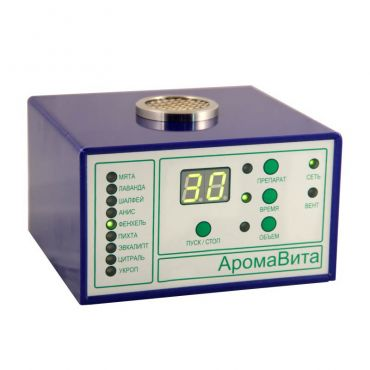 МЯТА
ЛАВАНДА
ШАЛФЕЙ
АНИС
ФЕНХЕЛЬ
ПИХТА
ЭВКАЛИПТ
ЦИТРАЛЬ
УКРОП
30
ПУСК / СТОП
ПРЕПАРАТ
ВРЕМЯ
ОБЪЕМ
СЕТЬ
ВЕНТ
АромаВита